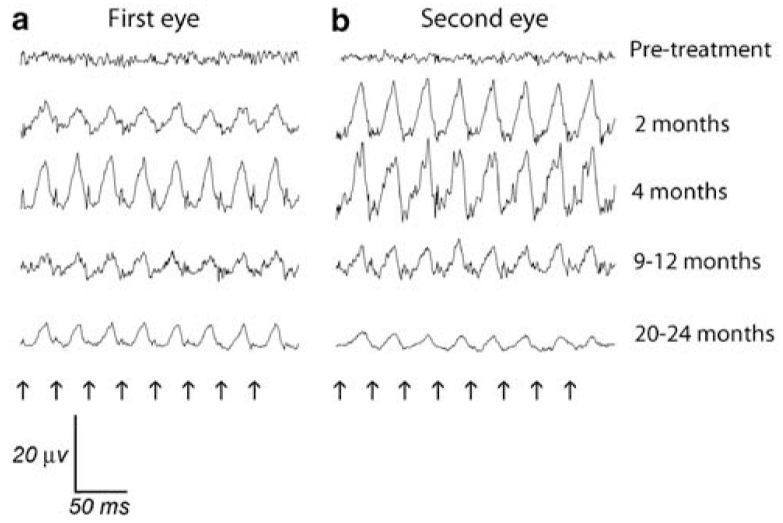 a First eye
b Second eye
Pre-treatment
2 months
4 months
9-12 months
20-24 months
20 μv
50 ms